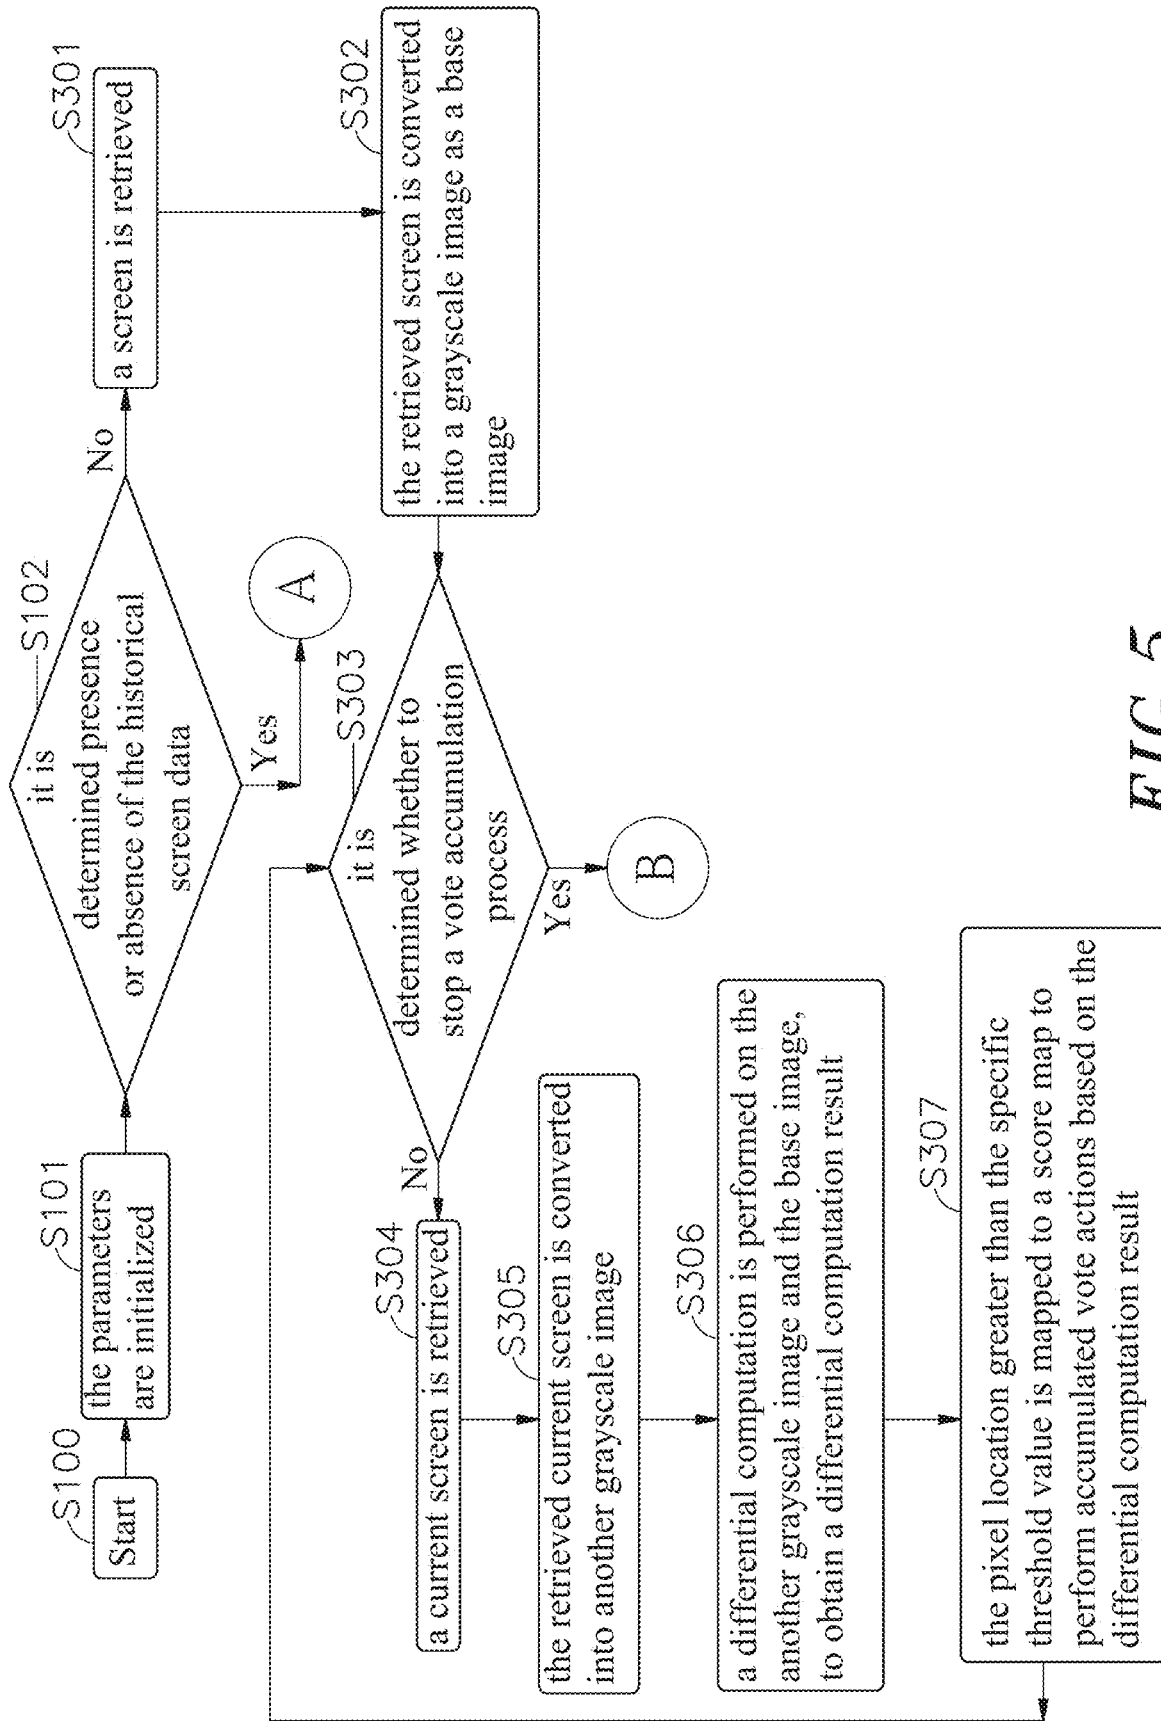 S100
Start
S101
the parameters
are initialized
S102
it is
determined presence
or absence of the historical
screen data
No
Yes
A
S301
a screen is retrieved
S302
the retrieved screen is converted
into a grayscale image as a base
image
S303
it is
determined whether to
stop a vote accumulation
process
No
Yes
B
S304
a current screen is retrieved
S305
the retrieved current screen is converted
into another grayscale image
S306
a differential computation is performed on the
another grayscale image and the base image,
to obtain a differential computation result
S307
the pixel location greater than the specific
threshold value is mapped to a score map to
perform accumulated vote actions based on the
differential computation result
FIG. 5